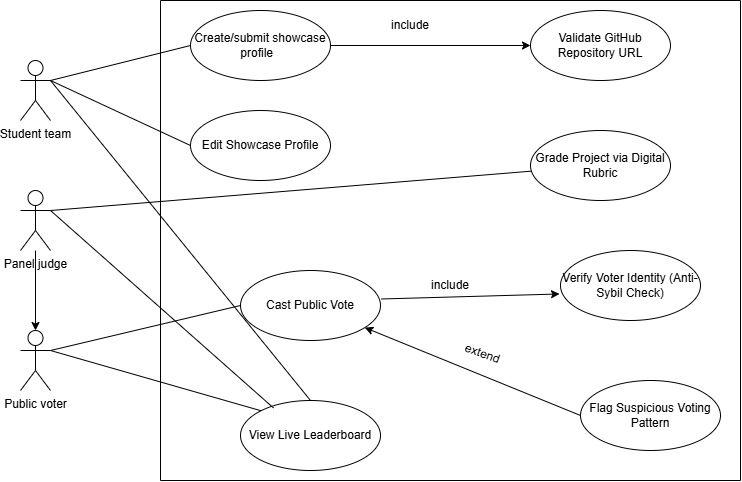 Create/submit showcase
profile
include
Validate GitHub
Repository URL
Student team
Edit Showcase Profile
Grade Project via Digital
Rubric
Panel judge
Cast Public Vote
include
Verify Voter Identity (Anti-
Sybil Check)
extend
Public voter
View Live Leaderboard
Flag Suspicious Voting
Pattern